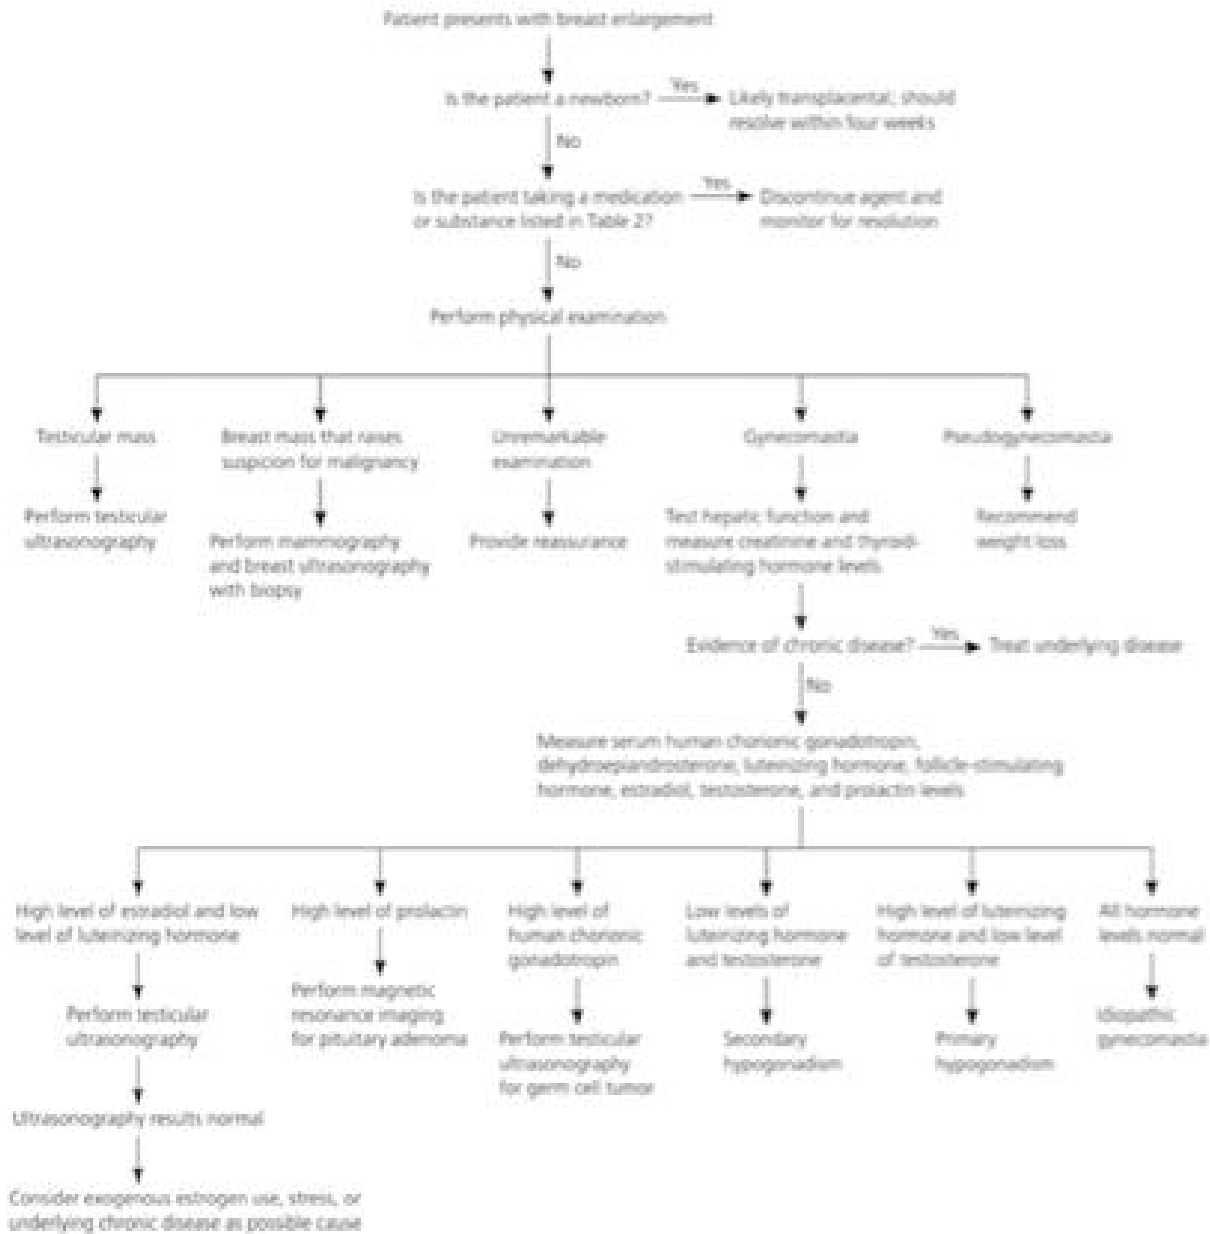 Patient presents with breast enlargement
Is the patient a newborn?
Yes
Likely transplacental; should
resolve within four weeks
No
Is the patient taking a medication
or substance listed in Table 2?
Yes
Discontinue agent and
monitor for resolution
No
Perform physical examination
Testicular mass
Perform testicular
ultrasonography
Breast mass that raises
suspicion for malignancy
Perform mammography
and breast ultrasonography
with biopsy
Unremarkable
examination
Provide reassurance
Gynecomastia
Test hepatic function and
measure creatinine and thyroid-
stimulating hormone levels
Pseudogynecomastia
Recommend
weight loss
Evidence of chronic disease?
Yes
Treat underlying disease
No
Measure serum human chorionic gonadotropin,
dehydroepiandrosterone, luteinizing hormone, follicle-stimulating
hormone, estradiol, testosterone, and prolactin levels
High level of estradiol and low
level of luteinizing hormone
Perform testicular
ultrasonography
Ultrasonography results normal
Consider exogenous estrogen use, stress, or
underlying chronic disease as possible cause
High level of prolactin
Perform magnetic
resonance imaging
for pituitary adenoma
High level of
human chorionic
gonadotropin
Perform testicular
ultrasonography
for germ cell tumor
Low levels of
luteinizing hormone
and testosterone
Secondary
hypogonadism
High level of luteinizing
hormone and low level
of testosterone
Primary
hypogonadism
All hormone
levels normal
Idiopathic
gynecomastia